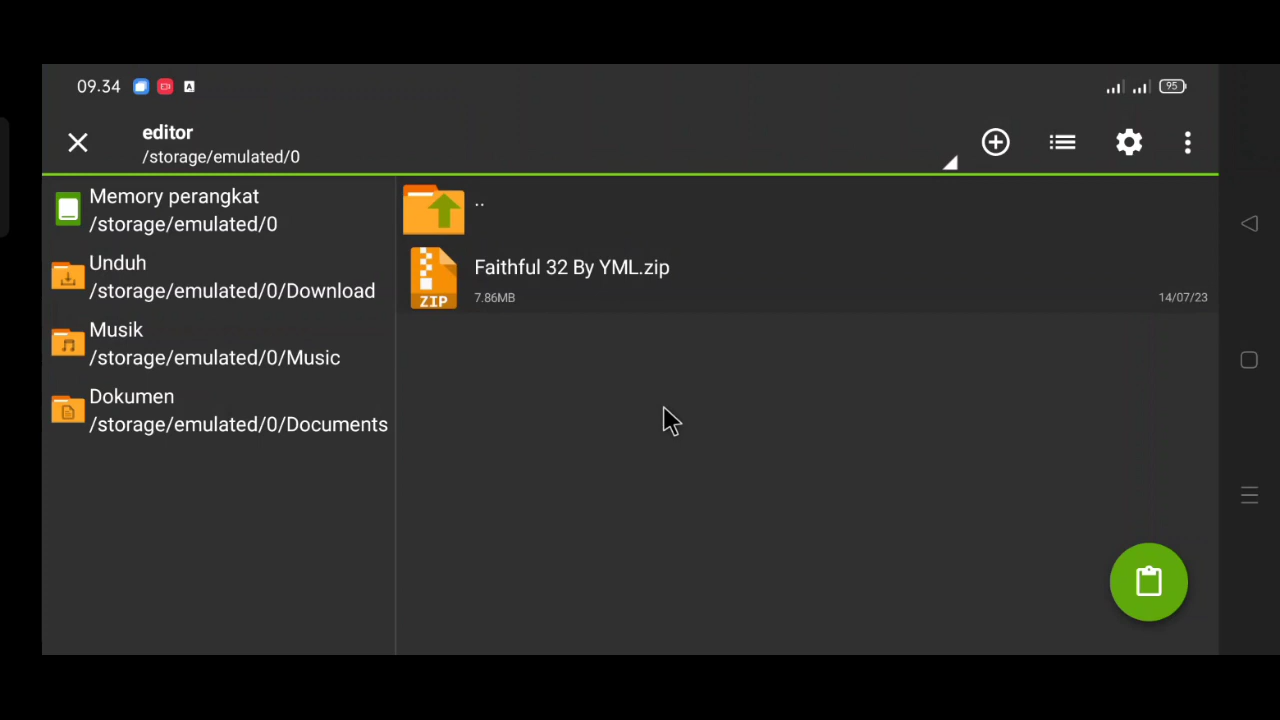 09.34
95
editor
/storage/emulated/0
Memory perangkat
/storage/emulated/0
Unduh
/storage/emulated/0/Download
Musik
/storage/emulated/0/Music
Dokumen
/storage/emulated/0/Documents
..
Faithful 32 By YML.zip
ZIP
7.86MB
14/07/23